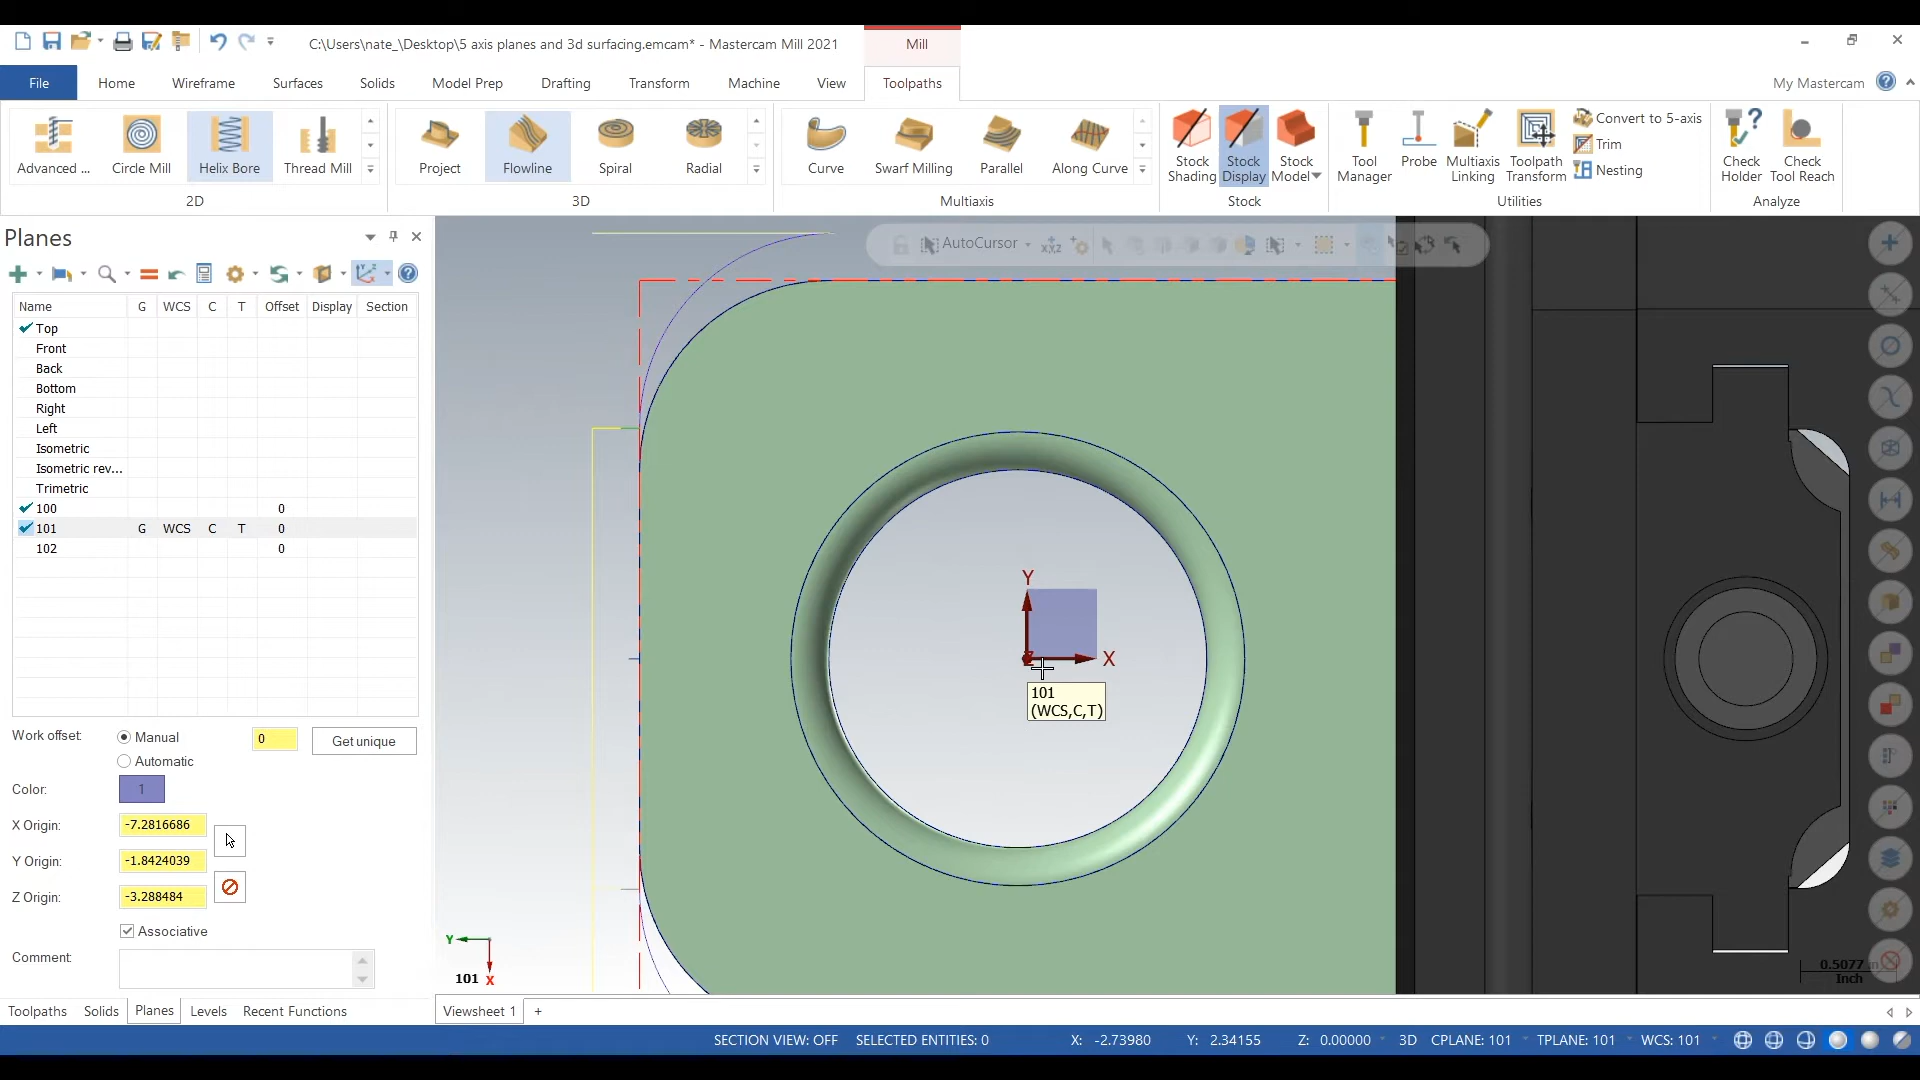 C:\Users\nate_\Desktop\5 axis planes and 3d surfacing.emcam* - Mastercam Mill 2021
Mill
File Home Wireframe Surfaces Solids Model Prep Drafting Transform Machine View Toolpaths
My Mastercam
Advanced ... Circle Mill Helix Bore Thread Mill
2D
Project Flowline Spiral Radial
3D
Curve Swarf Milling Parallel Along Curve
Multiaxis
Stock Shading
Stock Display
Stock Model
Stock
Tool Manager
Probe
Multiaxis Linking
Toolpath Transform
Convert to 5-axis
Trim
Nesting
Utilities
Check Holder
Check Tool Reach
Analyze
Planes
AutoCursor
Name G WCS C T Offset Display Section
Top
Front
Back
Bottom
Right
Left
Isometric
Isometric rev...
Trimetric
100 0
101 G WCS C T 0
102 0
Y
Z X
101
(WCS,C,T)
Work offset: Manual 0 Get unique
Automatic
Color: 1
X Origin: -7.2816686
Y Origin: -1.8424039
Z Origin: -3.288484
Associative
Comment:
Y
101 X
0.5077 in
Inch
Toolpaths Solids Planes Levels Recent Functions
Viewsheet 1 +
SECTION VIEW: OFF SELECTED ENTITIES: 0 X: -2.73980 Y: 2.34155 Z: 0.00000 3D CPLANE: 101 TPLANE: 101 WCS: 101